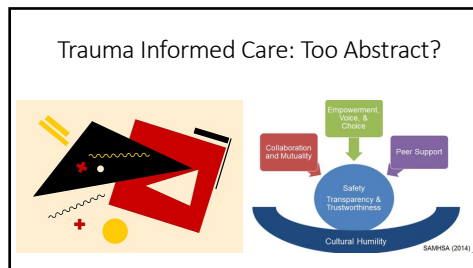 Trauma Informed Care: Too Abstract?
Empowerment,
Voice, &
Choice
Collaboration
and Mutuality
Peer Support
Safety
Transparency &
Trustworthiness
Cultural Humility
SAMHSA (2014)